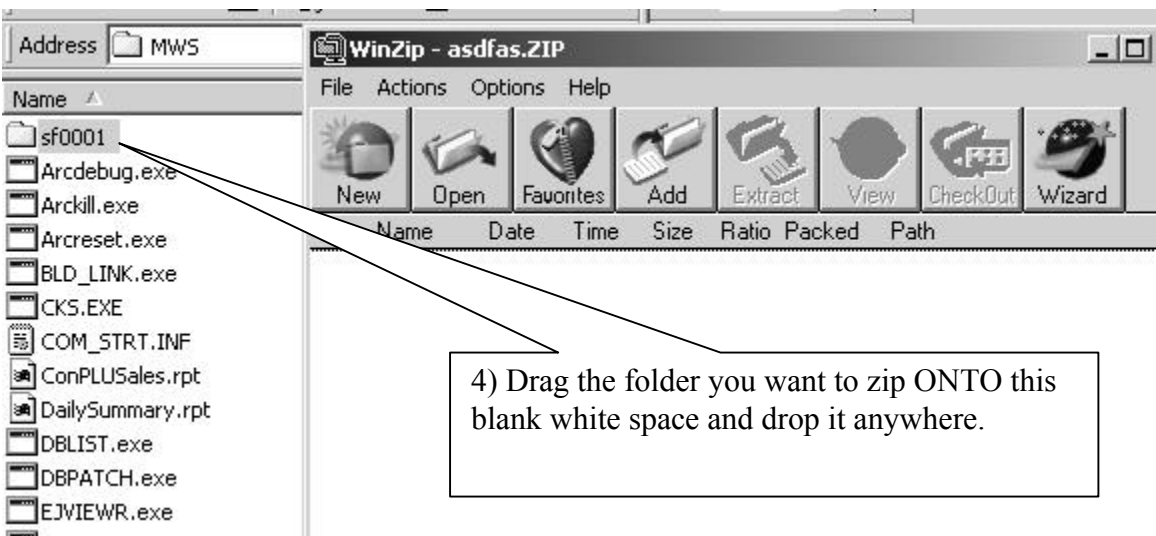 Address MWS
Name
sf0001
Arcdebug.exe
Arckill.exe
Arcreset.exe
BLD_LINK.exe
CKS.EXE
COM_STRT.INF
ConPLUSales.rpt
DailySummary.rpt
DBLIST.exe
DBPATCH.exe
EJVIEWR.exe
WinZip - asdfas.ZIP
File Actions Options Help
New Open Favorites Add Extract View CheckOut Wizard
Name Date Time Size Ratio Packed Path
4) Drag the folder you want to zip ONTO this
blank white space and drop it anywhere.